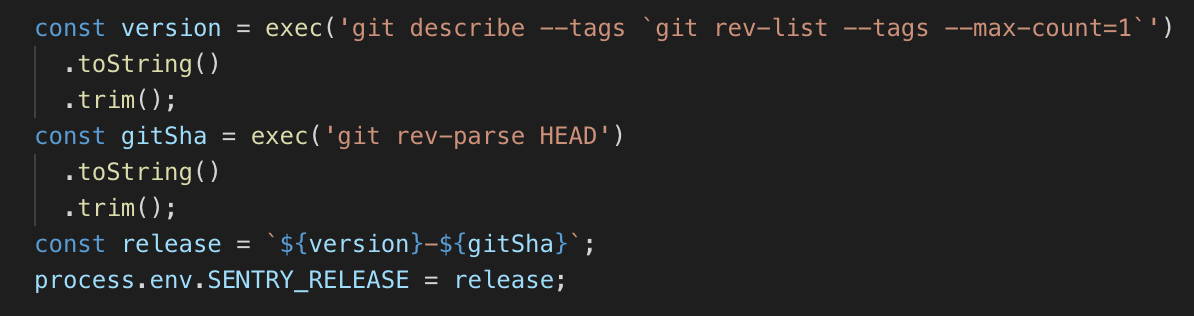 const version = exec('git describe --tags `git rev-list --tags --max-count=1`')
  .toString()
  .trim();
const gitSha = exec('git rev-parse HEAD')
  .toString()
  .trim();
const release = `${version}-${gitSha}`;
process.env.SENTRY_RELEASE = release;